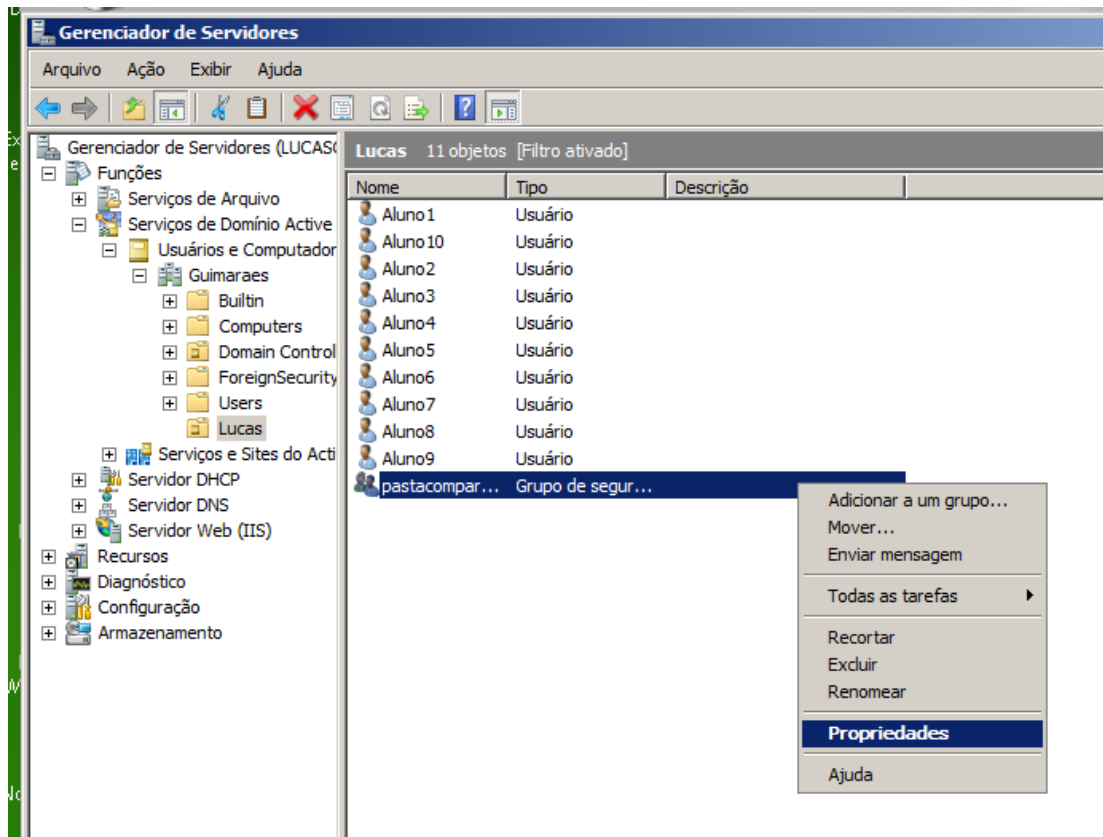 Gerenciador de Servidores
Arquivo Ação Exibir Ajuda
Gerenciador de Servidores (LUCASG
Funções
Serviços de Arquivo
Serviços de Domínio Active
Usuários e Computador
Guimaraes
Builtin
Computers
Domain Control
ForeignSecurity
Users
Lucas
Serviços e Sites do Acti
Servidor DHCP
Servidor DNS
Servidor Web (IIS)
Recursos
Diagnóstico
Configuração
Armazenamento
Lucas 11 objetos [Filtro ativado]
Nome Tipo Descrição
Aluno1 Usuário
Aluno10 Usuário
Aluno2 Usuário
Aluno3 Usuário
Aluno4 Usuário
Aluno5 Usuário
Aluno6 Usuário
Aluno7 Usuário
Aluno8 Usuário
Aluno9 Usuário
pastacompar... Grupo de segur...
Adicionar a um grupo...
Mover...
Enviar mensagem
Todas as tarefas
Recortar
Excluir
Renomear
Propriedades
Ajuda